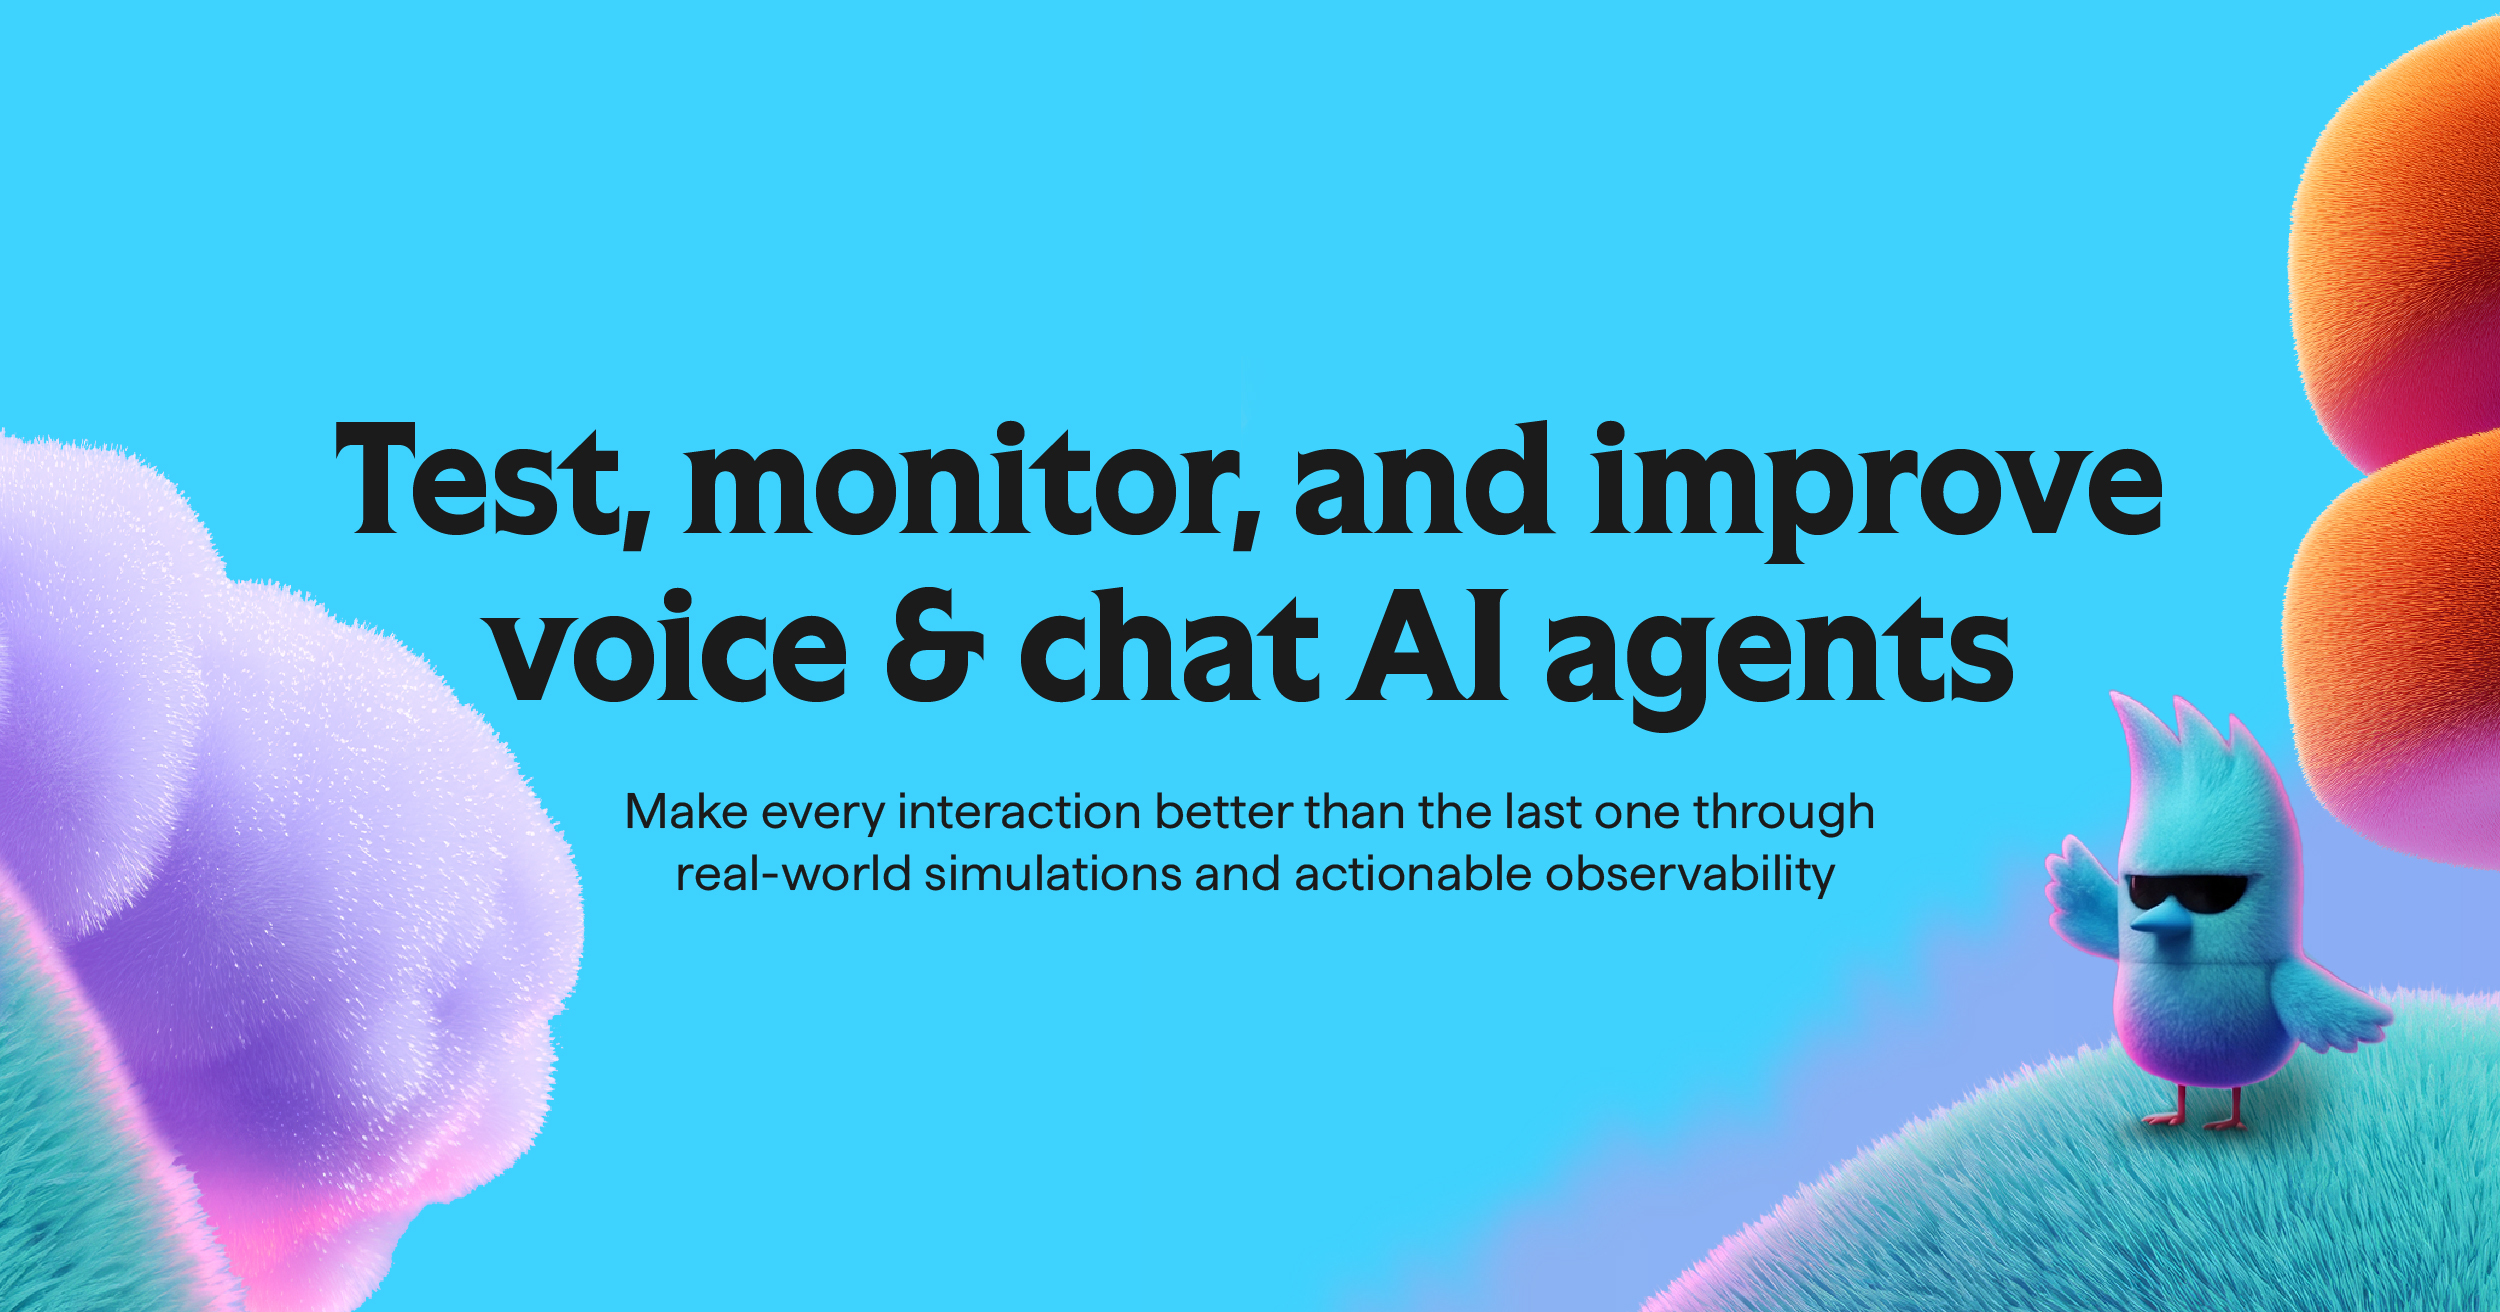 Test, monitor, and improve
voice & chat AI agents
Make every interaction better than the last one through
real-world simulations and actionable observability